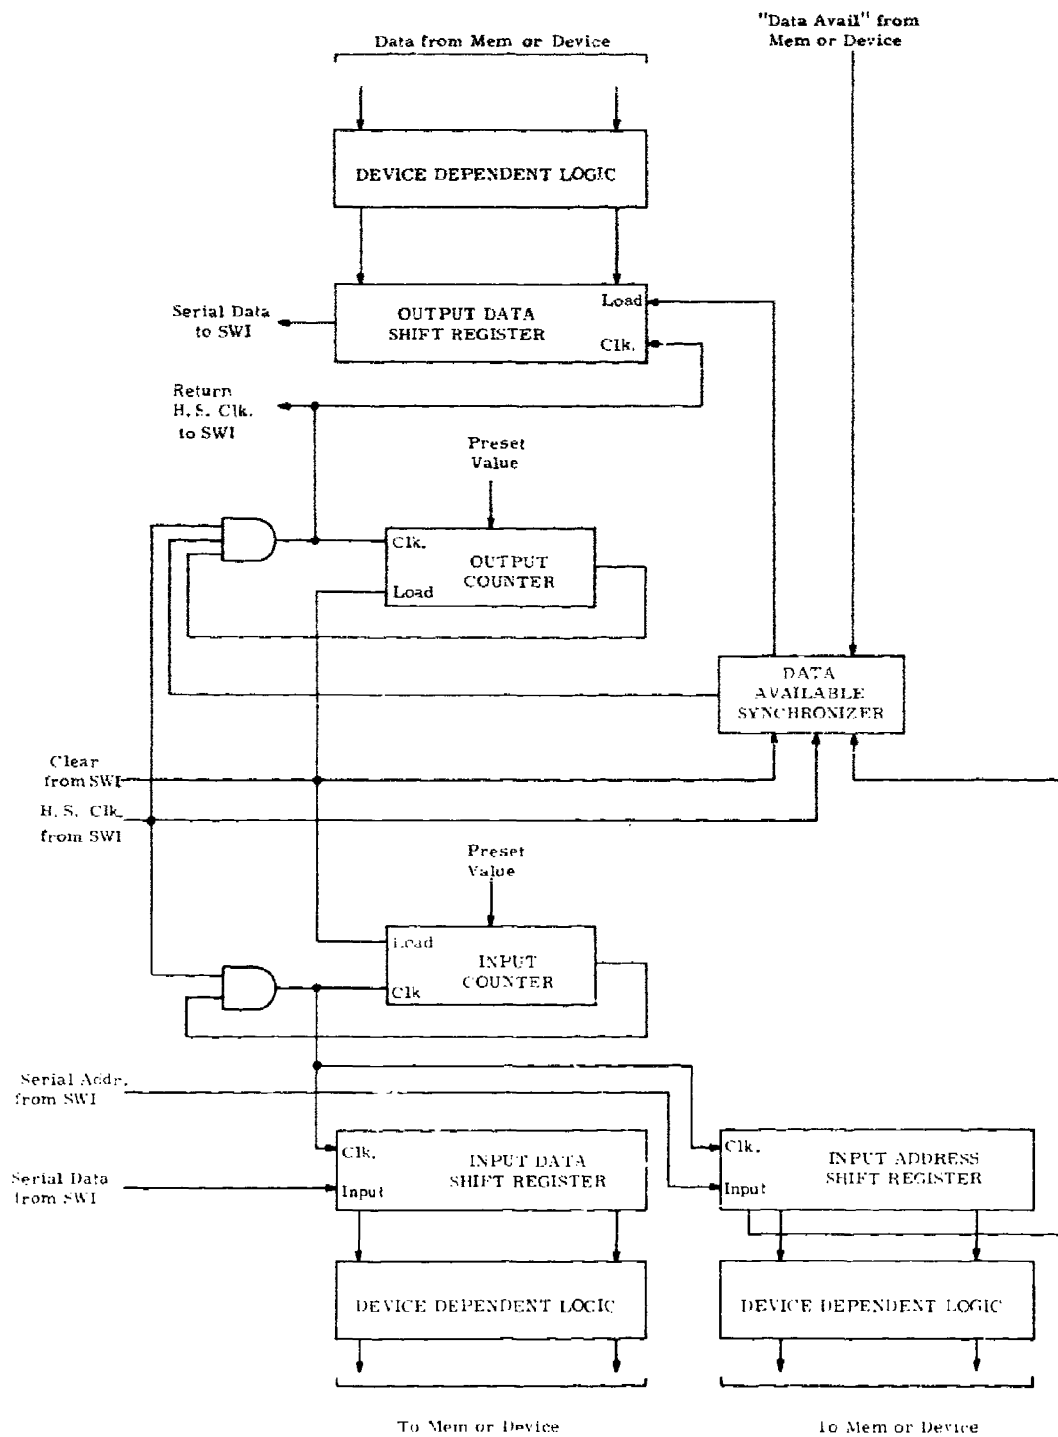 "Data Avail" from
Mem or Device
Data from Mem or Device
DEVICE DEPENDENT LOGIC
Load
OUTPUT DATA
SHIFT REGISTER
Clk.
Serial Data
to SWI
Return
H.S. Clk.
to SWI
Preset
Value
Clk.
OUTPUT
COUNTER
Load
DATA
AVAILABLE
SYNCHRONIZER
Clear
from SWI
H.S. Clk.
from SWI
Preset
Value
Load
INPUT
COUNTER
Clk
Serial Addr.
from SWI
Clk.
INPUT DATA
SHIFT REGISTER
Input
Clk.
INPUT ADDRESS
SHIFT REGISTER
Input
Serial Data
from SWI
DEVICE DEPENDENT LOGIC
DEVICE DEPENDENT LOGIC
To Mem or Device
To Mem or Device